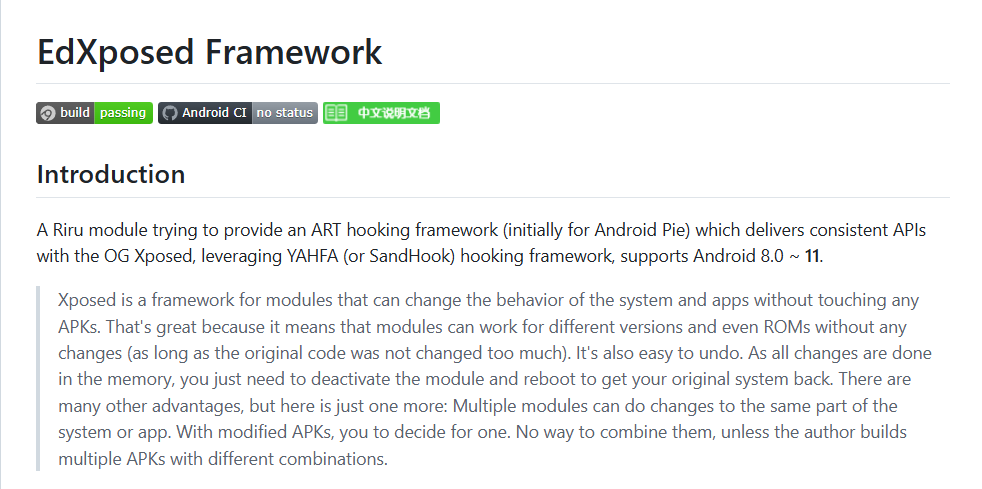 EdXposed Framework
build passing Android CI no status 中文说明文档
Introduction
A Riru module trying to provide an ART hooking framework (initially for Android Pie) which delivers consistent APIs
with the OG Xposed, leveraging YAHFA (or SandHook) hooking framework, supports Android 8.0 ~ 11.
Xposed is a framework for modules that can change the behavior of the system and apps without touching any
APKs. That's great because it means that modules can work for different versions and even ROMs without any
changes (as long as the original code was not changed too much). It's also easy to undo. As all changes are done
in the memory, you just need to deactivate the module and reboot to get your original system back. There are
many other advantages, but here is just one more: Multiple modules can do changes to the same part of the
system or app. With modified APKs, you to decide for one. No way to combine them, unless the author builds
multiple APKs with different combinations.